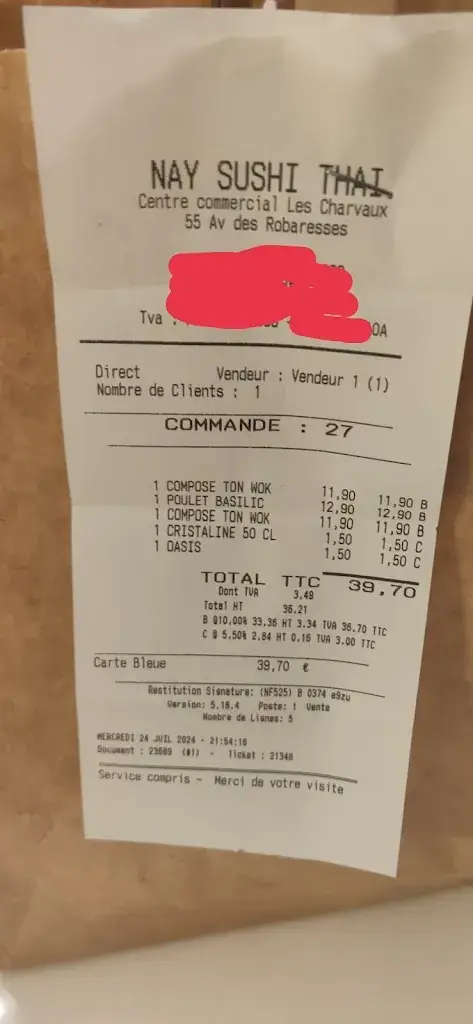 NAY SUSHI THAI
Centre commercial Les Charvaux
55 Av des Robaresses
Tva :
0A
Direct Vendeur : Vendeur 1 (1)
Nombre de Clients : 1
COMMANDE : 27
1 COMPOSE TON WOK 11,90 11,90 B
1 POULET BASILIC 12,90 12,90 B
1 COMPOSE TON WOK 11,90 11,90 B
1 CRISTALINE 50 CL 1,50 1,50 C
1 OASIS 1,50 1,50 C
TOTAL TTC 39,70
Dont TVA 3.49
Total HT 36.21
B @10,00% 33.36 HT 3.34 TVA 36.70 TTC
C @ 5.50% 2.84 HT 0.16 TVA 3.00 TTC
Carte Bleue 39,70 €
Restitution Signature: (NF525) B 0374 e9zu
Version: 5.18.4 Poste: 1 Vente
Nombre de Lignes: 5
MERCREDI 24 JUIL 2024 - 21:54:16
Document : 23689 (#1) - Ticket : 21348
Service compris - Merci de votre visite